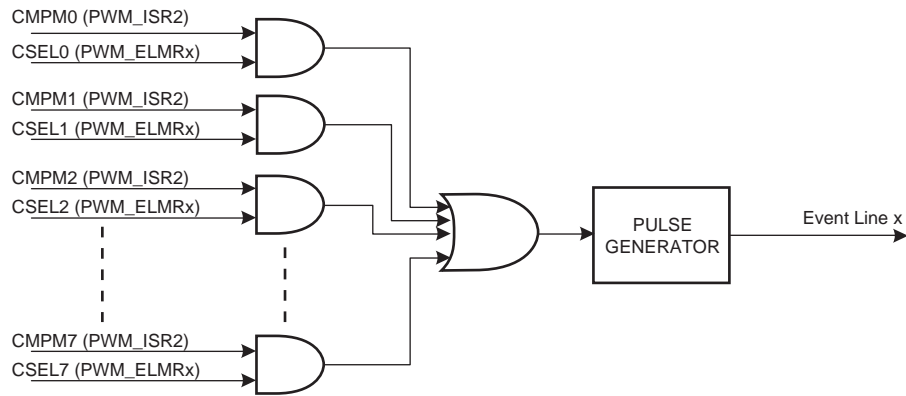 CMPM0 (PWM_ISR2)
CSEL0 (PWM_ELMRx)
CMPM1 (PWM_ISR2)
CSEL1 (PWM_ELMRx)
CMPM2 (PWM_ISR2)
CSEL2 (PWM_ELMRx)
CMPM7 (PWM_ISR2)
CSEL7 (PWM_ELMRx)
PULSE
GENERATOR
Event Line x